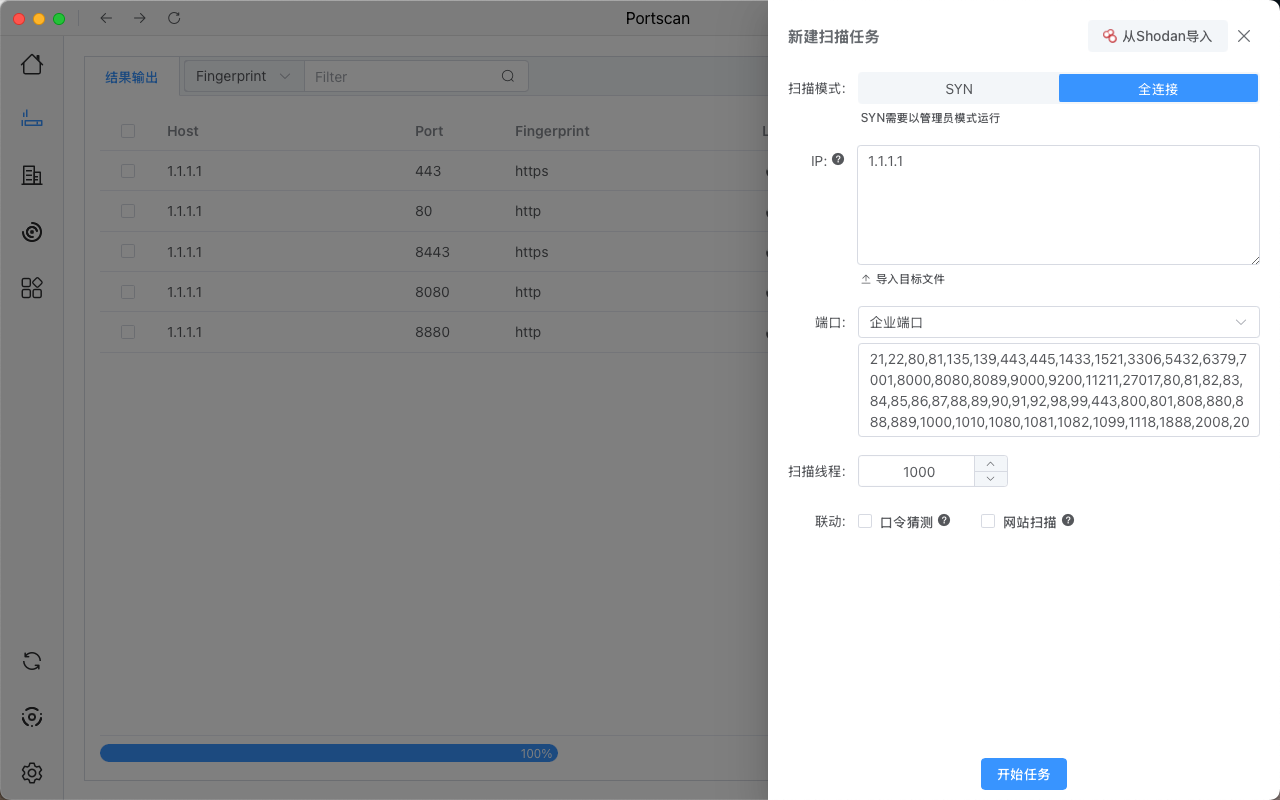 Portscan
结果输出
Fingerprint
Filter
Host Port Fingerprint
1.1.1.1 443 https
1.1.1.1 80 http
1.1.1.1 8443 https
1.1.1.1 8080 http
1.1.1.1 8880 http
100%
新建扫描任务
从Shodan导入
扫描模式:
SYN
全连接
SYN需要以管理员模式运行
IP:
1.1.1.1
导入目标文件
端口:
企业端口
21,22,80,81,135,139,443,445,1433,1521,3306,5432,6379,7
001,8000,8080,8089,9000,9200,11211,27017,80,81,82,83,
84,85,86,87,88,89,90,91,92,98,99,443,800,801,808,880,8
88,889,1000,1010,1080,1081,1082,1099,1118,1888,2008,20
扫描线程:
1000
联动:
口令猜测
网站扫描
开始任务